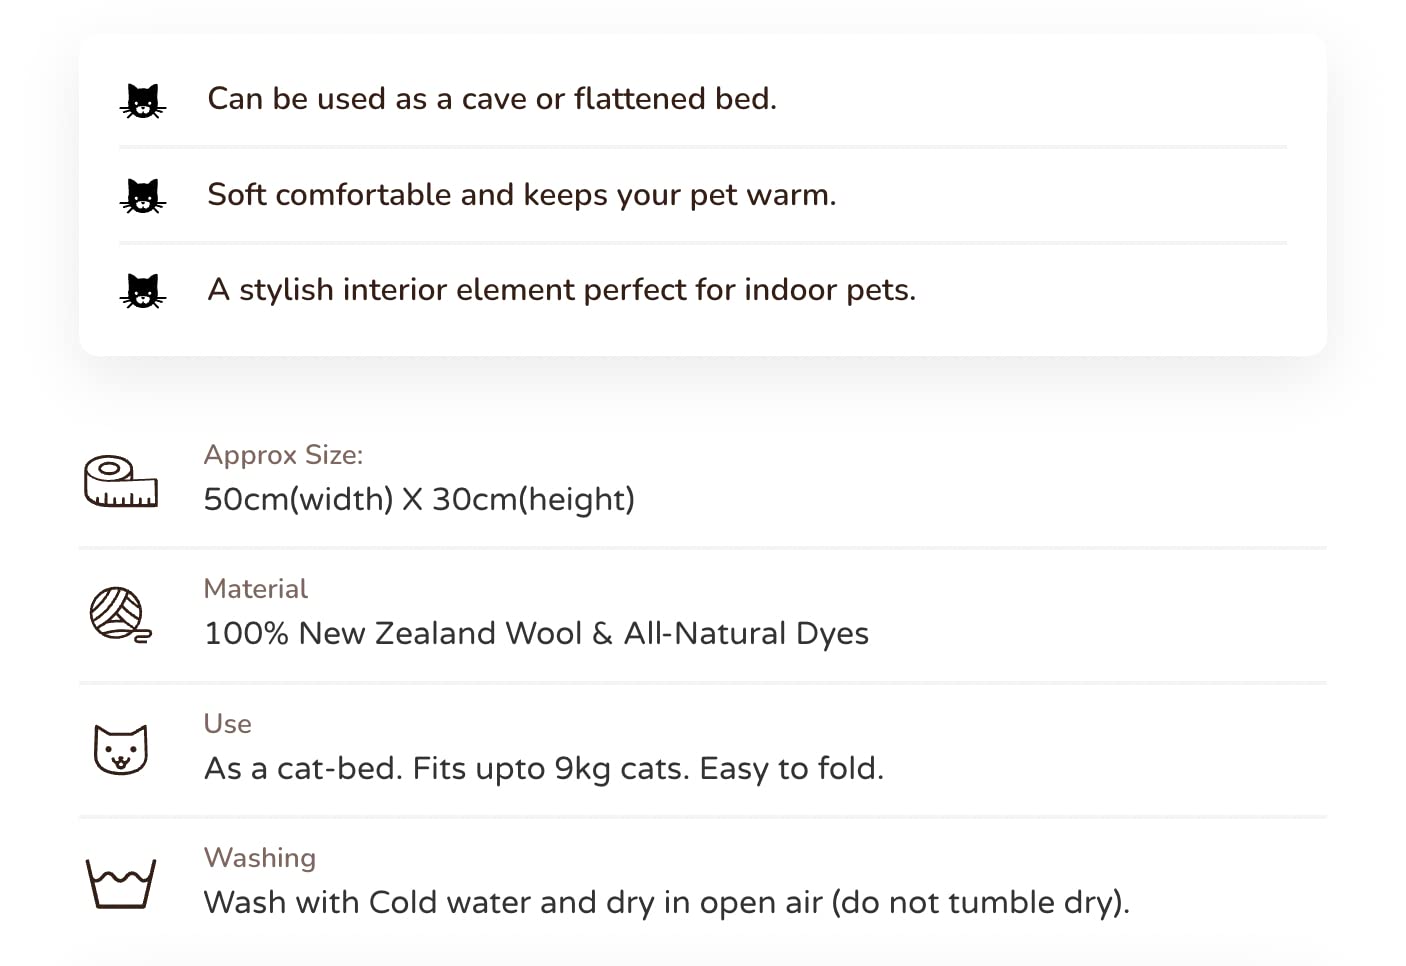 Can be used as a cave or flattened bed.
Soft comfortable and keeps your pet warm.
A stylish interior element perfect for indoor pets.
Approx Size:
50cm(width) X 30cm(height)
Material
100% New Zealand Wool & All-Natural Dyes
Use
As a cat-bed. Fits upto 9kg cats. Easy to fold.
Washing
Wash with Cold water and dry in open air (do not tumble dry).